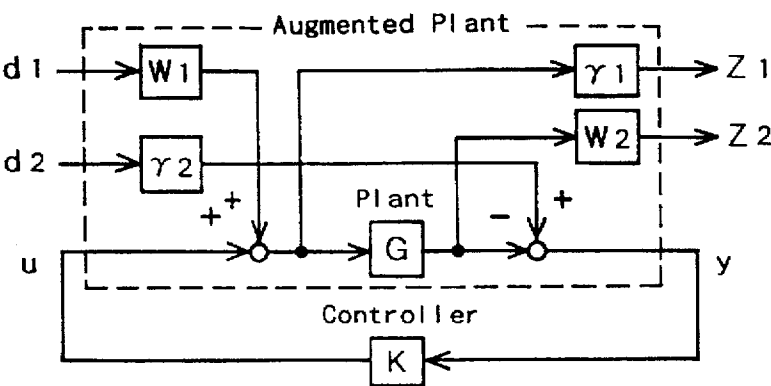 Augmented Plant
d1
W1
γ1
Z1
W2
Z2
d2
γ2
Plant
+
+
−
+
u
G
y
Controller
K